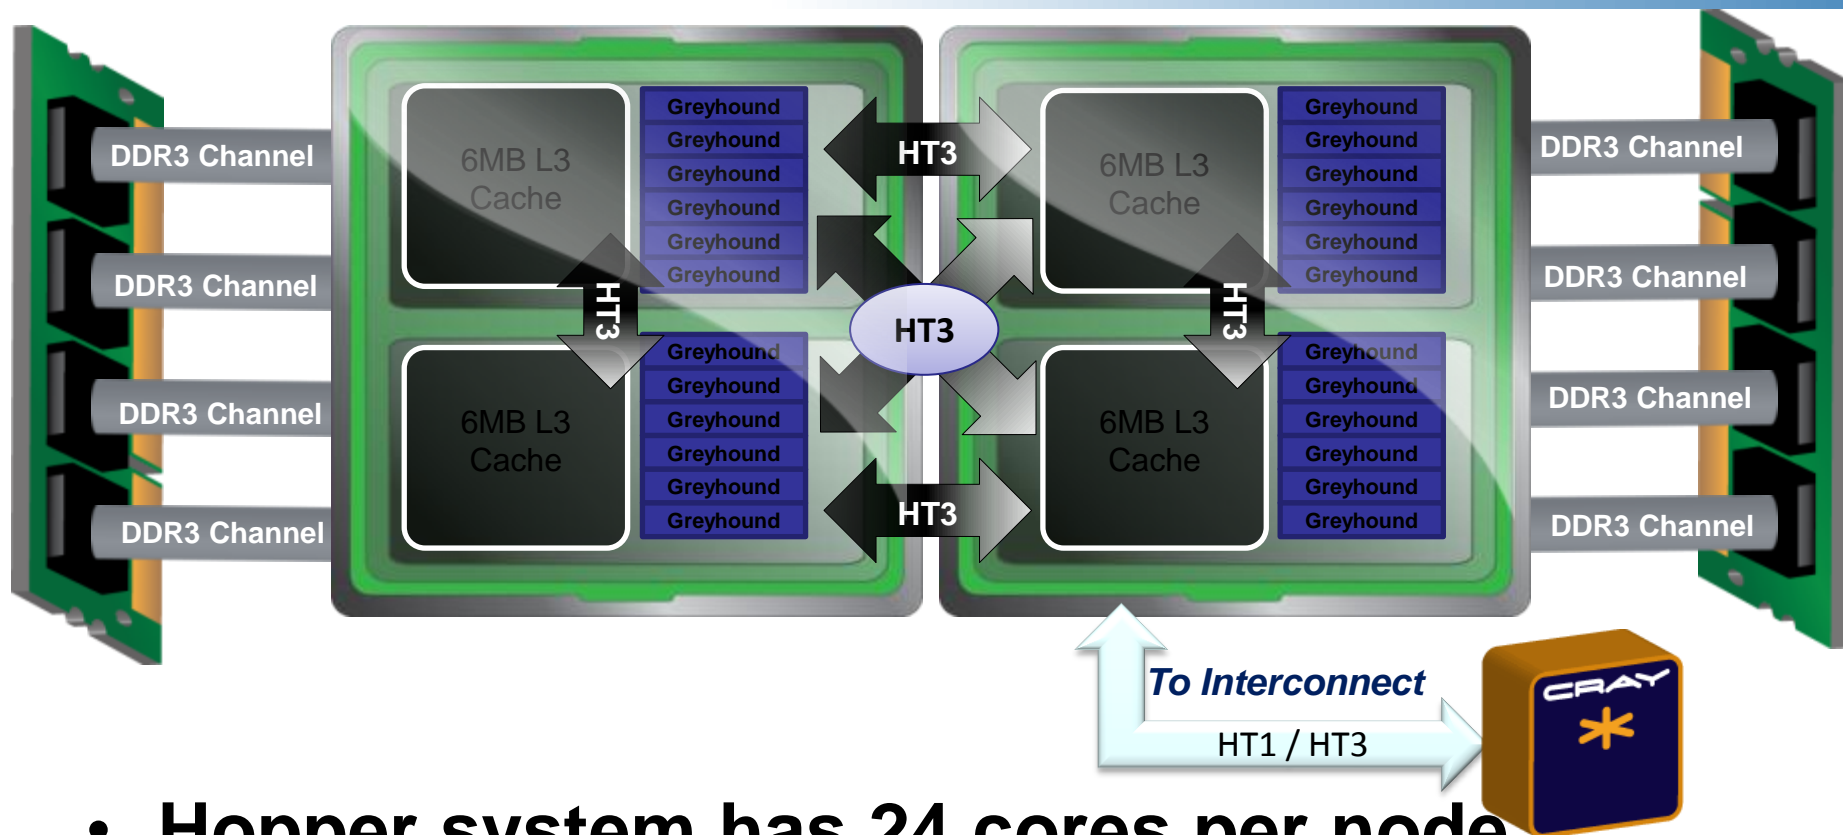 DDR3 Channel
DDR3 Channel
DDR3 Channel
DDR3 Channel
6MB L3
Cache
Greyhound
Greyhound
Greyhound
Greyhound
Greyhound
Greyhound
HT3
6MB L3
Cache
Greyhound
Greyhound
Greyhound
Greyhound
Greyhound
Greyhound
HT3
HT3
HT3
6MB L3
Cache
Greyhound
Greyhound
Greyhound
Greyhound
Greyhound
Greyhound
HT3
6MB L3
Cache
Greyhound
Greyhound
Greyhound
Greyhound
Greyhound
Greyhound
HT3
DDR3 Channel
DDR3 Channel
DDR3 Channel
DDR3 Channel
To Interconnect
HT1 / HT3
CRAY
• Hopper system has 24 cores per node